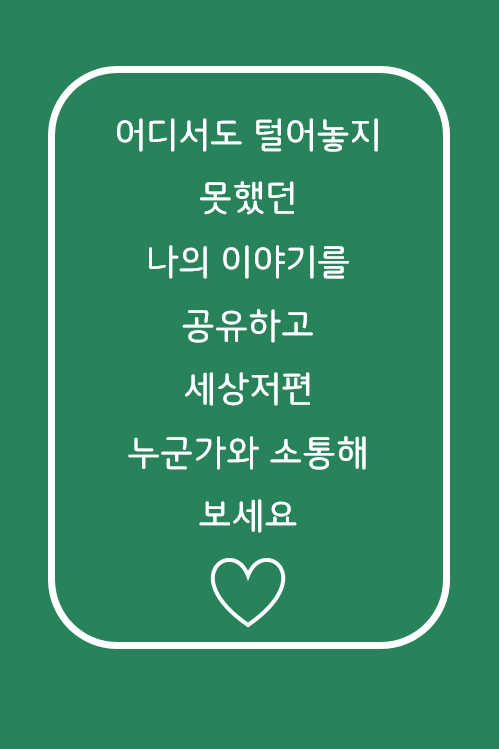 어디서도 털어놓지
못했던
나의 이야기를
공유하고
세상저편
누군가와 소통해
보세요